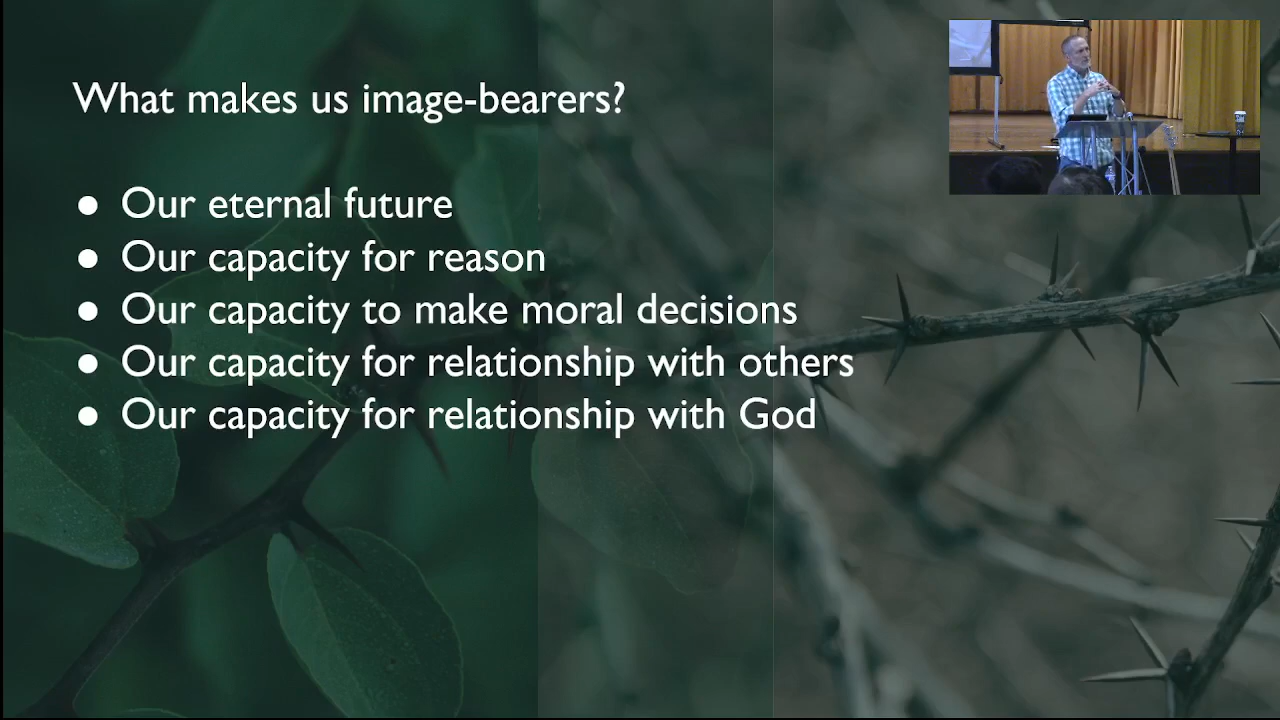 What makes us image-bearers?
● Our eternal future
● Our capacity for reason
● Our capacity to make moral decisions
● Our capacity for relationship with others
● Our capacity for relationship with God